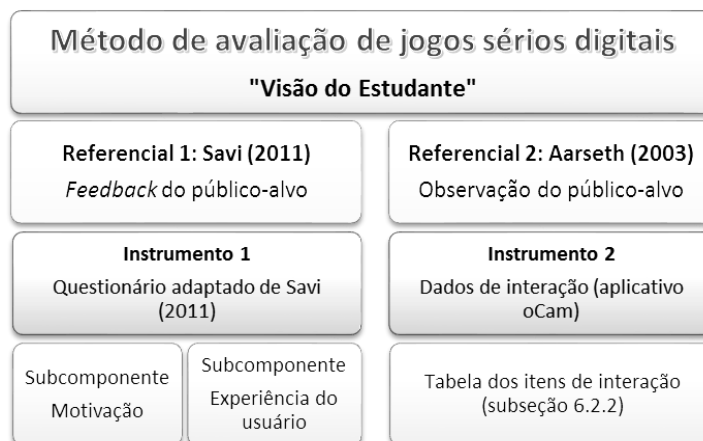 Método de avaliação de jogos sérios digitais
"Visão do Estudante"
Referencial 1: Savi (2011)
Feedback do público-alvo
Referencial 2: Aarseth (2003)
Observação do público-alvo
Instrumento 1
Questionário adaptado de Savi
(2011)
Instrumento 2
Dados de interação (aplicativo
oCam)
Subcomponente
Motivação
Subcomponente
Experiência do
usuário
Tabela dos itens de interação
(subseção 6.2.2)